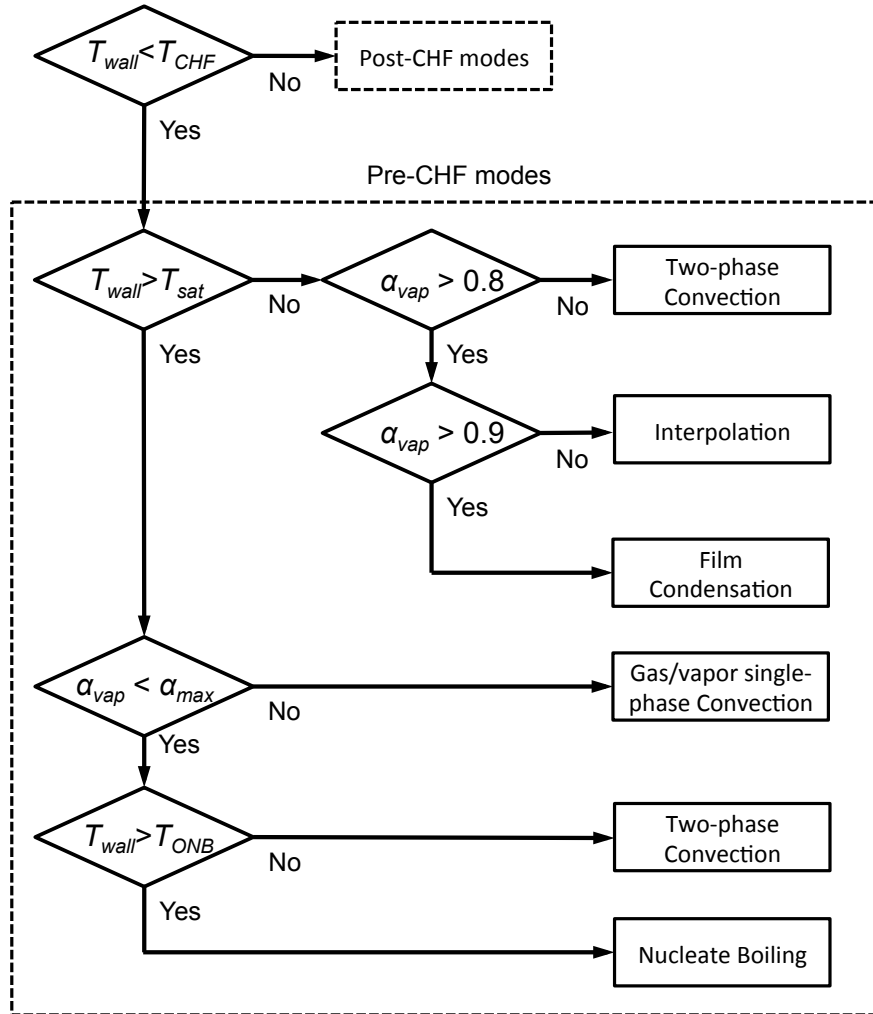 T_wall<T_CHF
No
Post-CHF modes
Yes
Pre-CHF modes
T_wall>T_sat
No
α_vap > 0.8
No
Two-phase
Convection
Yes
Yes
α_vap > 0.9
No
Interpolation
Yes
Film
Condensation
α_vap < α_max
No
Gas/vapor single-
phase Convection
Yes
T_wall>T_ONB
No
Two-phase
Convection
Yes
Nucleate Boiling